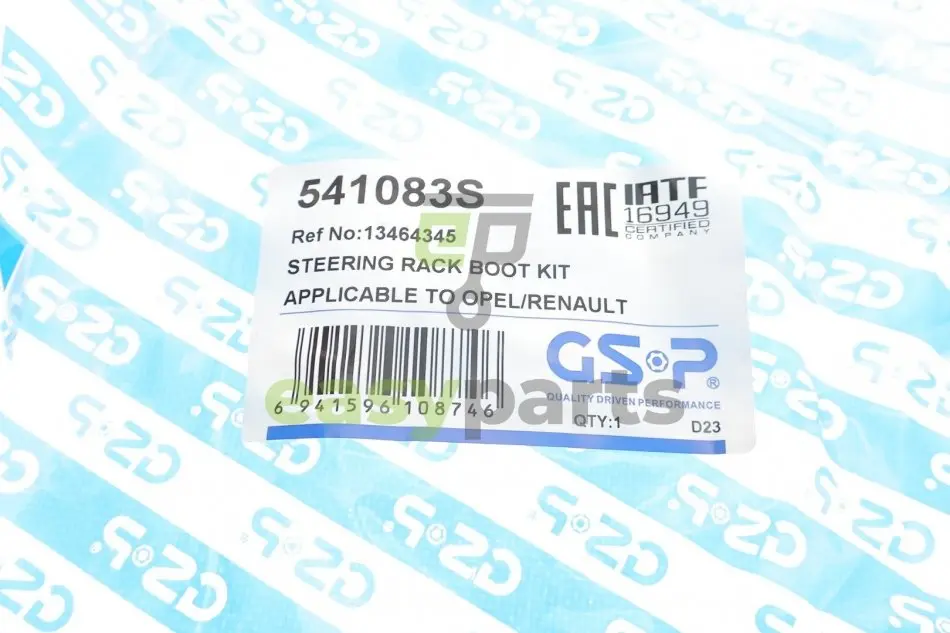 541083S
EAC
IATF
16949
CERTIFIED
COMPANY
Ref No:13464345
STEERING RACK BOOT KIT
APPLICABLE TO OPEL/RENAULT
GSP®
QUALITY DRIVEN PERFORMANCE
6 941596 108746
QTY:1
D23
easyparts